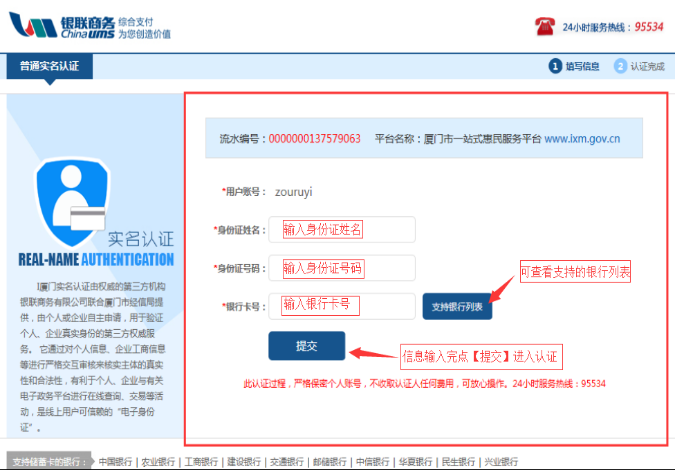 银联商务 综合支付
China ums 为您创造价值
24小时服务热线：95534
普通实名认证
1 填写信息 2 认证完成
流水编号：0000000137579063 平台名称：厦门市一站式惠民服务平台 www.ixm.gov.cn
*用户账号： zouruyi
*身份证姓名： 输入身份证姓名
*身份证号码： 输入身份证号码
可查看支持的银行列表
*银行卡号： 输入银行卡号 支持银行列表
提交
信息输入完点【提交】进入认证
此认证过程，严格保密个人账号，不收取认证人任何费用，可放心操作。24小时服务热线：95534
实名认证
REAL-NAME AUTHENTICATION
i厦门实名认证由权威的第三方机构
银联商务有限公司联合厦门市经信局提
供，由个人或企业自主申请，用于验证
个人、企业真实身份的第三方权威服
务。 它通过对个人信息、企业工商信息
等进行严格交互审核来核实主体的真实
性和合法性，有利于个人、企业与有关
电子政务平台进行在线查询、交易等活
动，是线上用户可信赖的“电子身份
证”。
支持储蓄卡的银行： 中国银行 | 农业银行 | 工商银行 | 建设银行 | 交通银行 | 邮储银行 | 中信银行 | 华夏银行 | 民生银行 | 兴业银行